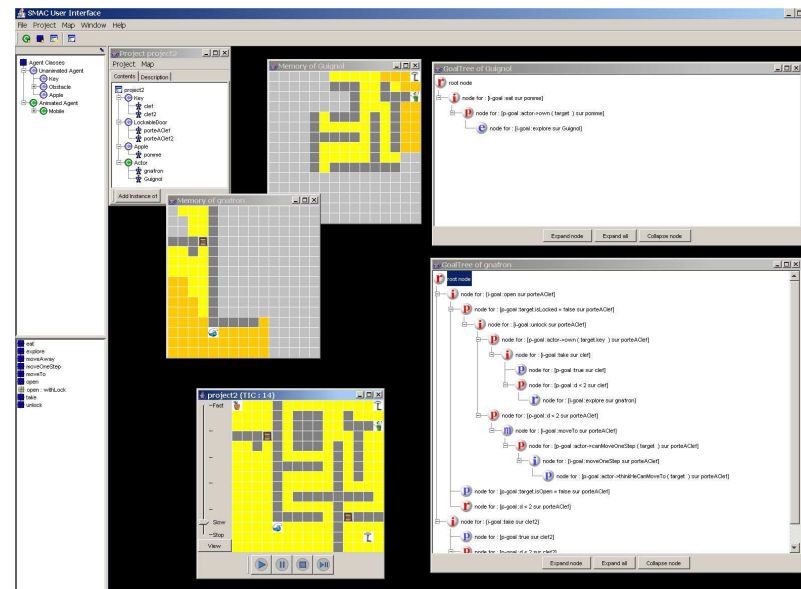 SMAC User Interface
File Project Map Window Help
Agent Classes
Unanimated Agent
Key
Obstacle
Apple
Animated Agent
Mobile
eat
explore
moveAway
moveOneStep
moveTo
open
open : withLock
take
unlock
Project project2
Project Map
Contents Description
project2
Key
clef
clef2
LockableDoor
porteAClef
porteAClef2
Apple
pomme
Actor
gnafron
Guignol
Add Instance of
Memory of Guignol
Memory of gnafron
project2 (TIC : 14)
Fast
Slow
Stop
View
GoalTree of Guignol
root node
node for : [i-goal :eat sur pomme]
node for : [p-goal :actor->own ( target ) sur pomme]
node for : [i-goal :explore sur Guignol]
Expand node Expand all Collapse node
GoalTree of gnafron
root node
node for : [i-goal :open sur porteAClef]
node for : [p-goal :target.isLocked = false sur porteAClef]
node for : [i-goal :unlock sur porteAClef]
node for : [p-goal :actor->own ( target.key ) sur porteAClef]
node for : [i-goal :take sur clef]
node for : [p-goal :true sur clef]
node for : [p-goal :d < 2 sur clef]
node for : [i-goal :explore sur gnafron]
node for : [p-goal :d < 2 sur porteAClef]
node for : [i-goal :moveTo sur porteAClef]
node for : [p-goal :actor->canMoveOneStep ( target ) sur porteAClef]
node for : [i-goal :moveOneStep sur porteAClef]
node for : [p-goal :actor->thinkHeCanMoveTo ( target ) sur porteAClef]
node for : [p-goal :target.isOpen = false sur porteAClef]
node for : [p-goal :d < 2 sur porteAClef]
node for : [i-goal :take sur clef2]
node for : [p-goal :true sur clef2]
node for : [p-goal :d < 2 sur clef2]
Expand node Expand all Collapse node